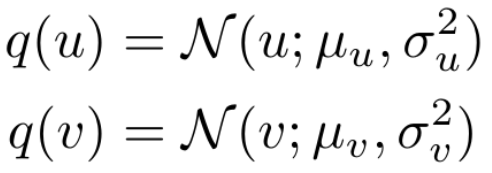 q(u) = 𝒩(u; μ_u, σ_u^2)
q(v) = 𝒩(v; μ_v, σ_v^2)